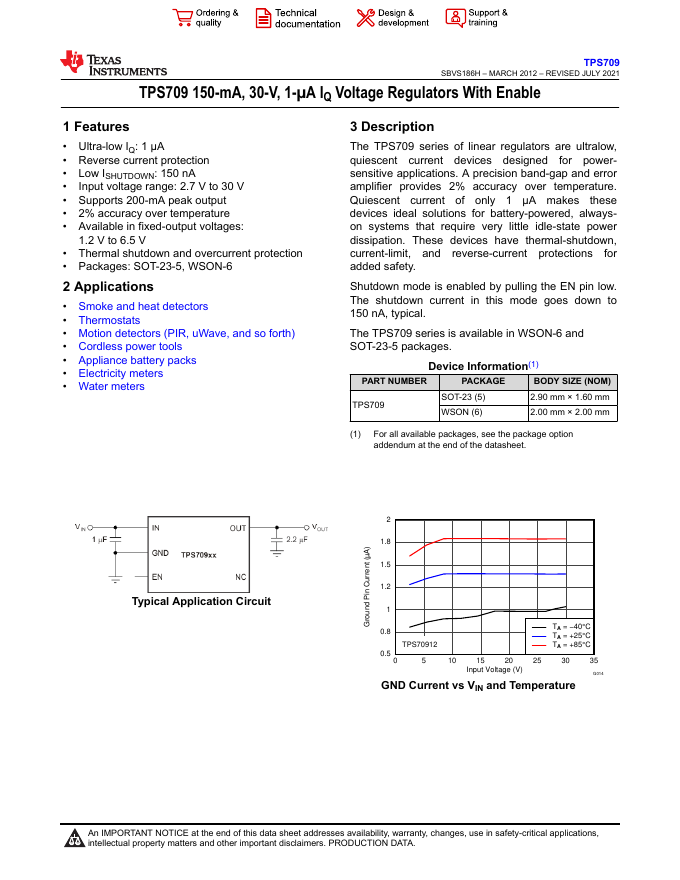 Ordering & quality
Technical documentation
Design & development
Support & training
TEXAS INSTRUMENTS
TPS709
SBVS186H – MARCH 2012 – REVISED JULY 2021
TPS709 150-mA, 30-V, 1-µA IQ Voltage Regulators With Enable
1 Features
• Ultra-low IQ: 1 µA
• Reverse current protection
• Low ISHUTDOWN: 150 nA
• Input voltage range: 2.7 V to 30 V
• Supports 200-mA peak output
• 2% accuracy over temperature
• Available in fixed-output voltages:
1.2 V to 6.5 V
• Thermal shutdown and overcurrent protection
• Packages: SOT-23-5, WSON-6
2 Applications
• Smoke and heat detectors
• Thermostats
• Motion detectors (PIR, uWave, and so forth)
• Cordless power tools
• Appliance battery packs
• Electricity meters
• Water meters
3 Description
The TPS709 series of linear regulators are ultralow,
quiescent current devices designed for power-
sensitive applications. A precision band-gap and error
amplifier provides 2% accuracy over temperature.
Quiescent current of only 1 µA makes these
devices ideal solutions for battery-powered, always-
on systems that require very little idle-state power
dissipation. These devices have thermal-shutdown,
current-limit, and reverse-current protections for
added safety.
Shutdown mode is enabled by pulling the EN pin low.
The shutdown current in this mode goes down to
150 nA, typical.
The TPS709 series is available in WSON-6 and
SOT-23-5 packages.
Device Information(1)
PART NUMBER PACKAGE BODY SIZE (NOM)
TPS709
SOT-23 (5) 2.90 mm × 1.60 mm
WSON (6) 2.00 mm × 2.00 mm
(1) For all available packages, see the package option
addendum at the end of the datasheet.
VIN
1 µF
IN
OUT
GND
TPS709xx
EN
NC
VOUT
2.2 µF
Typical Application Circuit
2
1.8
1.5
1.2
1
0.8
0.5
Ground Pin Current (µA)
TPS70912
TA = −40°C
TA = +25°C
TA = +85°C
0 5 10 15 20 25 30 35
Input Voltage (V)
GND Current vs VIN and Temperature
An IMPORTANT NOTICE at the end of this data sheet addresses availability, warranty, changes, use in safety-critical applications,
intellectual property matters and other important disclaimers. PRODUCTION DATA.